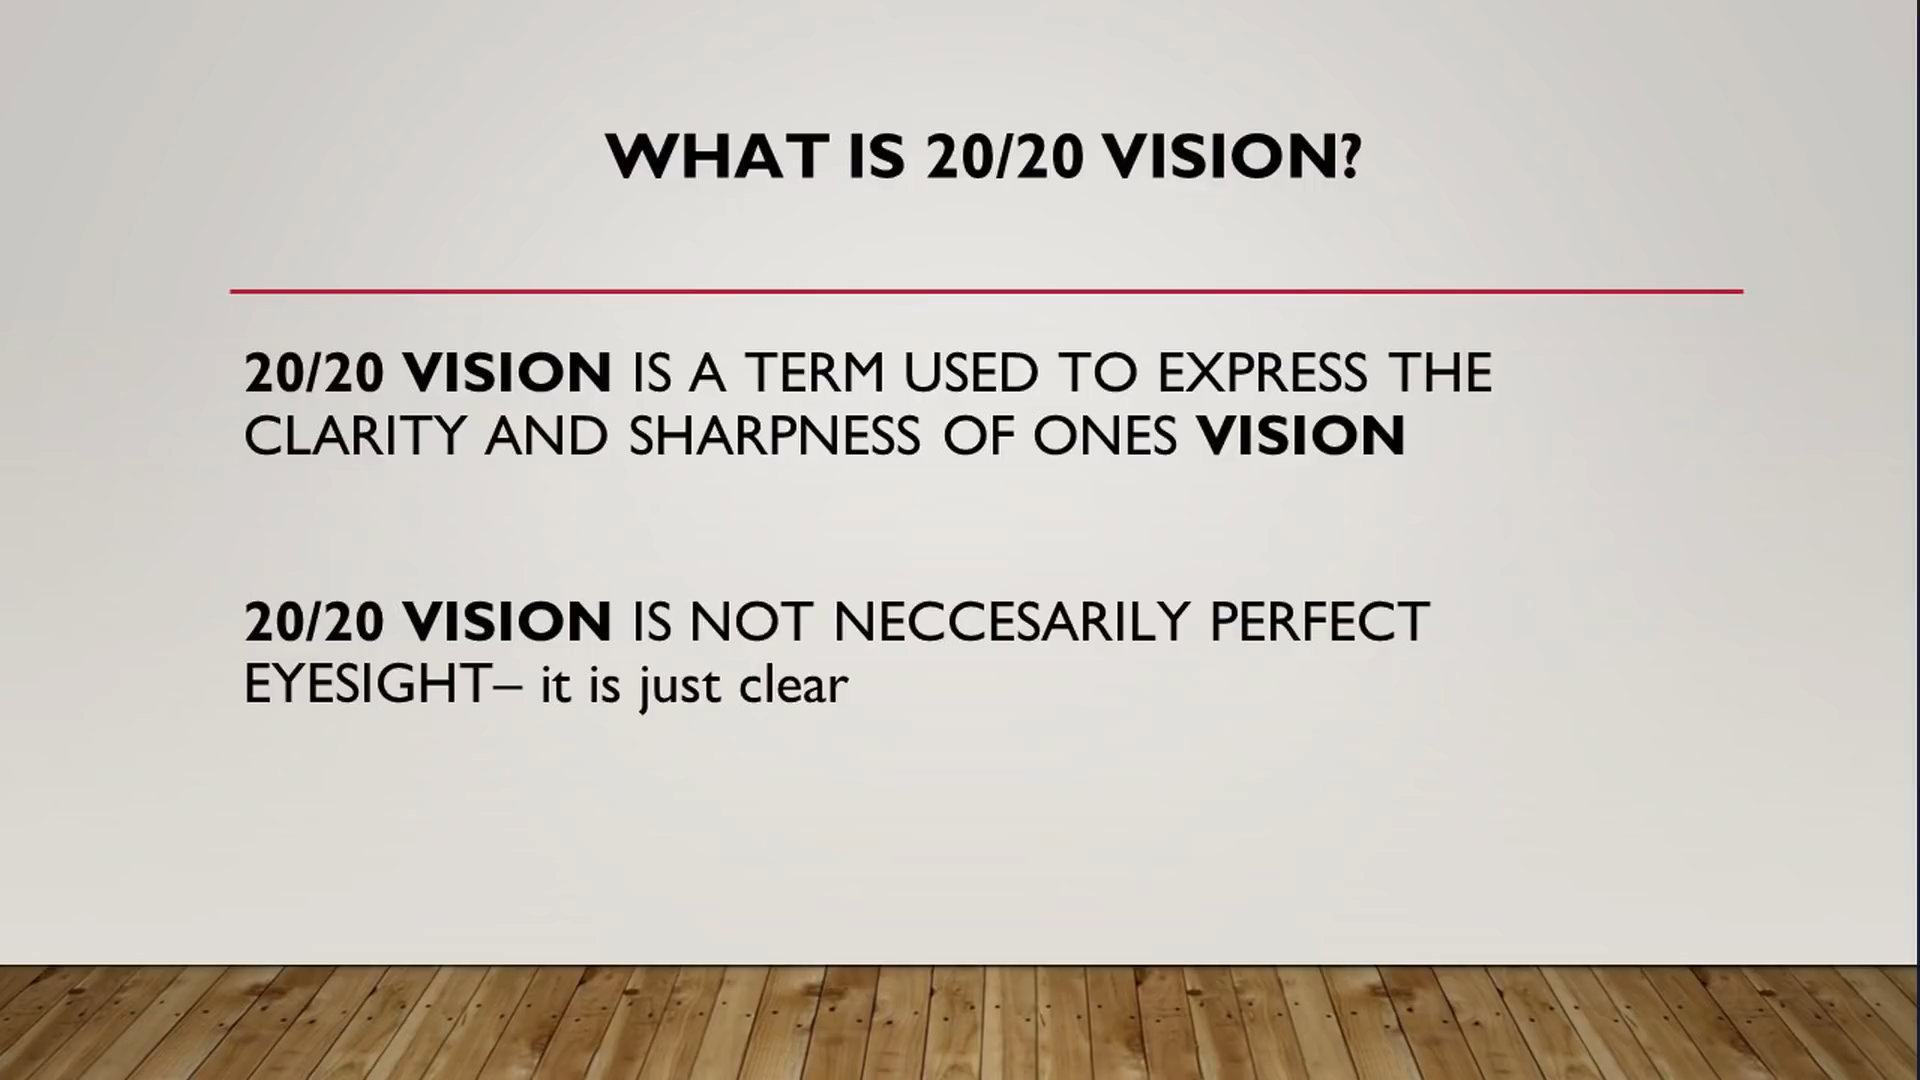 WHAT IS 20/20 VISION?
20/20 VISION IS A TERM USED TO EXPRESS THE
CLARITY AND SHARPNESS OF ONES VISION
20/20 VISION IS NOT NECCESARILY PERFECT
EYESIGHT– it is just clear